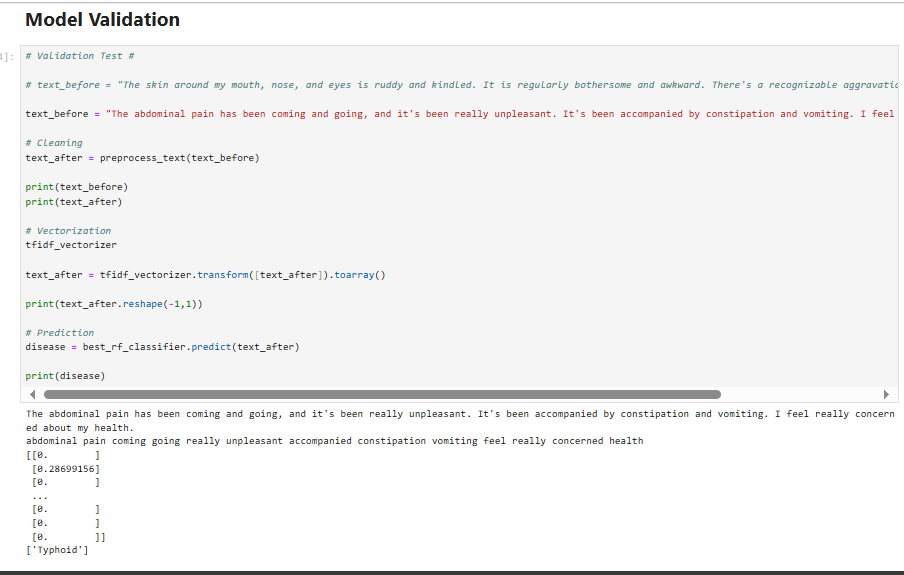 Model Validation
4]:
# Validation Test #
# text_before = "The skin around my mouth, nose, and eyes is ruddy and kindled. It is regularly bothersome and awkward. There's a recognizable aggravatio
text_before = "The abdominal pain has been coming and going, and it's been really unpleasant. It's been accompanied by constipation and vomiting. I feel
# Cleaning
text_after = preprocess_text(text_before)
print(text_before)
print(text_after)
# Vectorization
tfidf_vectorizer
text_after = tfidf_vectorizer.transform([text_after]).toarray()
print(text_after.reshape(-1,1))
# Prediction
disease = best_rf_classifier.predict(text_after)
print(disease)
The abdominal pain has been coming and going, and it's been really unpleasant. It's been accompanied by constipation and vomiting. I feel really concern
ed about my health.
abdominal pain coming going really unpleasant accompanied constipation vomiting feel really concerned health
[[0.        ]
 [0.28699156]
 [0.        ]
 ...
 [0.        ]
 [0.        ]
 [0.        ]]
['Typhoid']